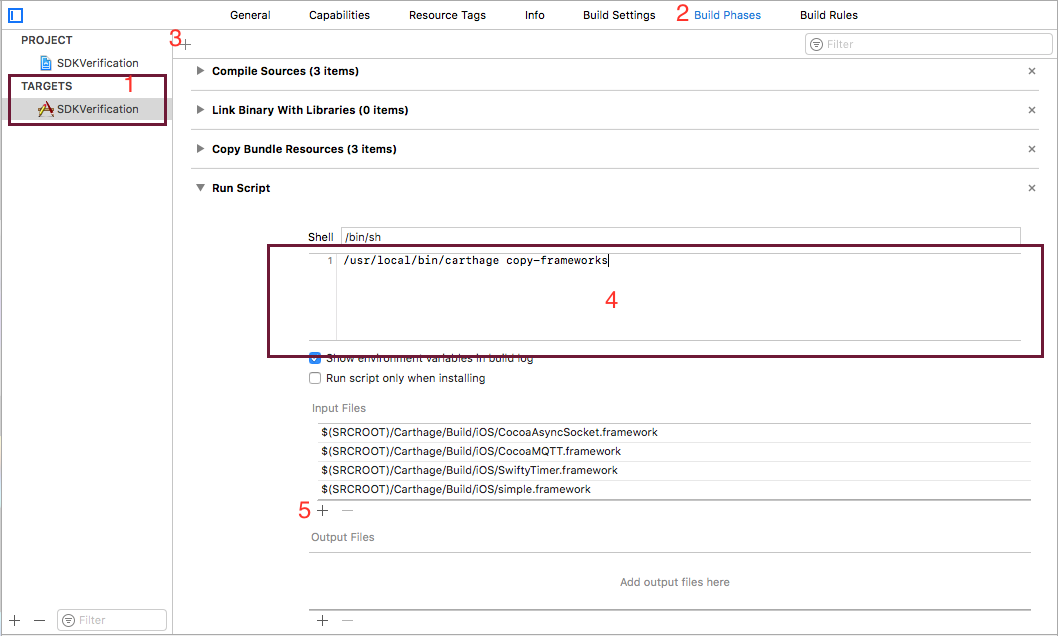 General Capabilities Resource Tags Info Build Settings 2 Build Phases Build Rules
PROJECT
SDKVerification
TARGETS 1
SDKVerification
3
Filter
Compile Sources (3 items)
Link Binary With Libraries (0 items)
Copy Bundle Resources (3 items)
Run Script
Shell /bin/sh
1 /usr/local/bin/carthage copy-frameworks
4
Show environment variables in build log
Run script only when installing
Input Files
$(SRCROOT)/Carthage/Build/iOS/CocoaAsyncSocket.framework
$(SRCROOT)/Carthage/Build/iOS/CocoaMQTT.framework
$(SRCROOT)/Carthage/Build/iOS/SwiftyTimer.framework
$(SRCROOT)/Carthage/Build/iOS/simple.framework
5
Output Files
Add output files here
Filter